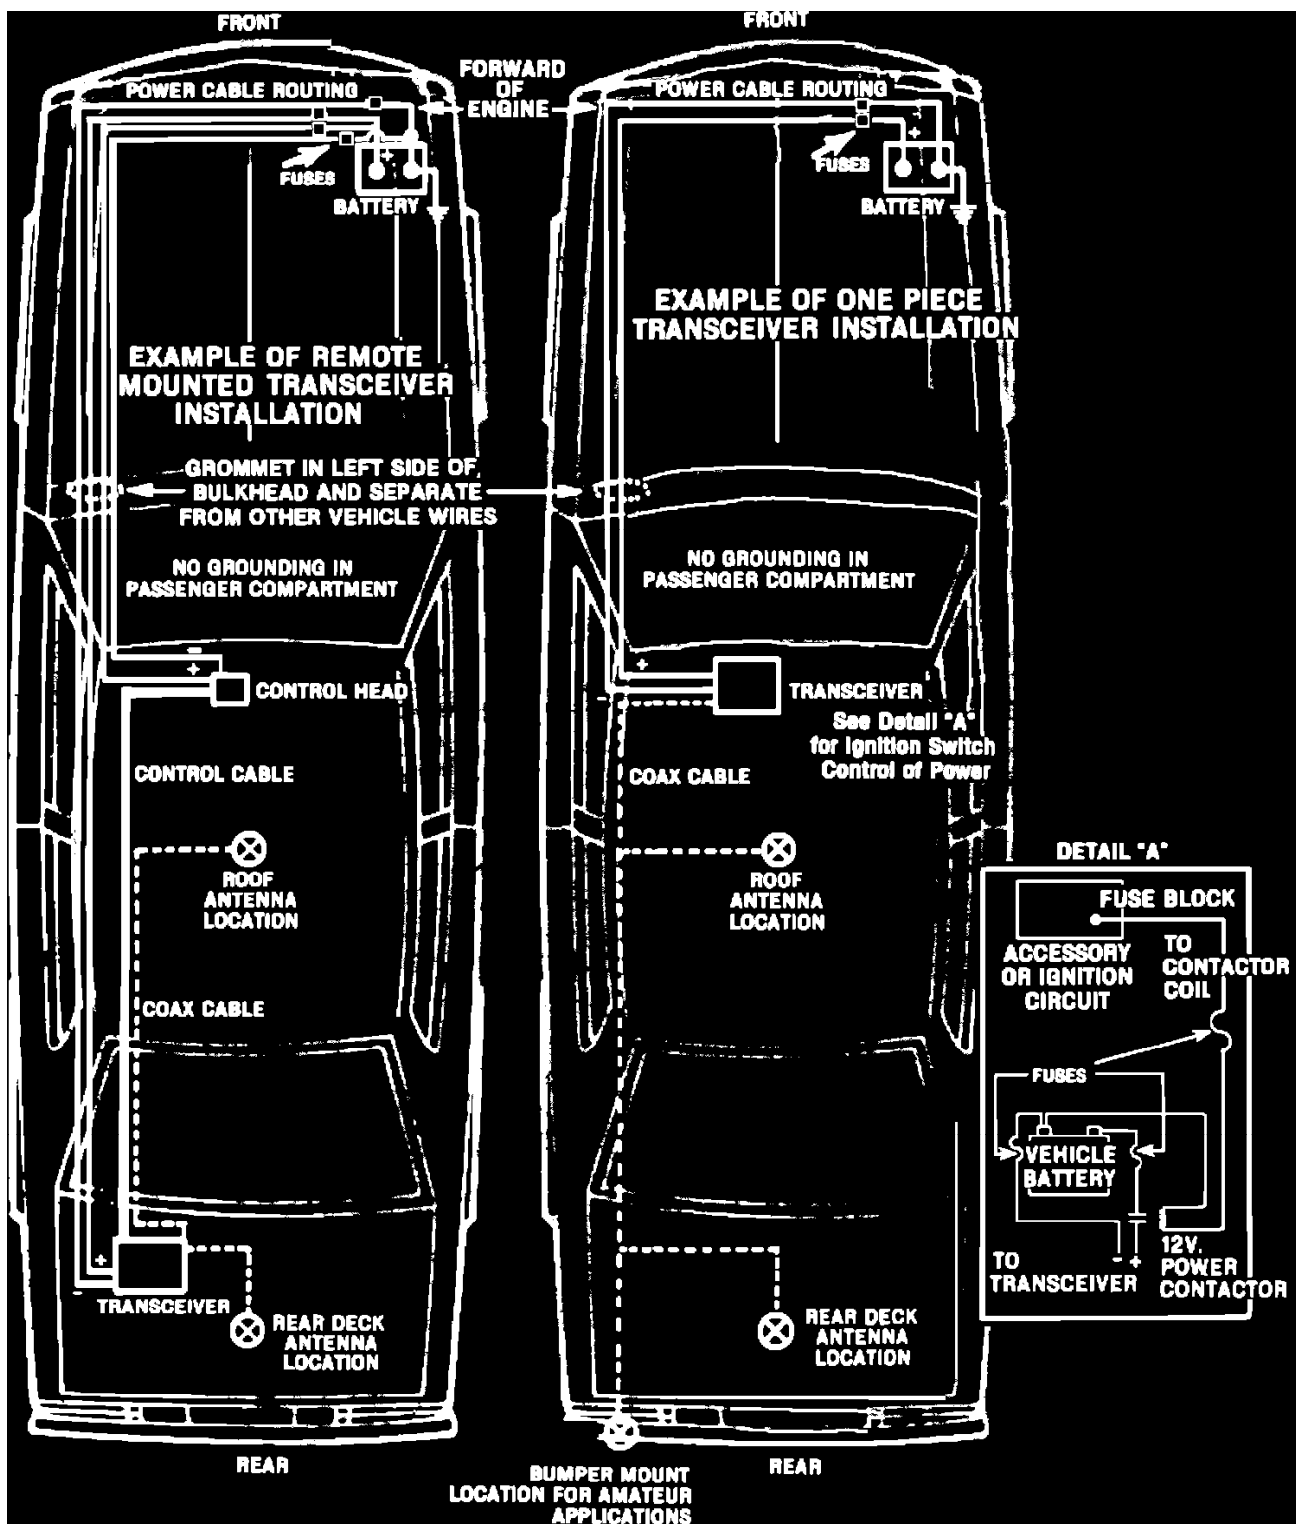 FRONT
POWER CABLE ROUTING
FUSES
+
BATTERY
EXAMPLE OF REMOTE
MOUNTED TRANSCEIVER
INSTALLATION
FORWARD
OF
ENGINE
GROMMET IN LEFT SIDE OF
BULKHEAD AND SEPARATE
FROM OTHER VEHICLE WIRES
NO GROUNDING IN
PASSENGER COMPARTMENT
-
+
CONTROL HEAD
CONTROL CABLE
ROOF
ANTENNA
LOCATION
COAX CABLE
+
-
TRANSCEIVER
REAR DECK
ANTENNA
LOCATION
REAR
FRONT
POWER CABLE ROUTING
FUSES
+
BATTERY
EXAMPLE OF ONE PIECE
TRANSCEIVER INSTALLATION
NO GROUNDING IN
PASSENGER COMPARTMENT
+
-
TRANSCEIVER
See Detail "A"
for Ignition Switch
Control of Power
COAX CABLE
ROOF
ANTENNA
LOCATION
REAR DECK
ANTENNA
LOCATION
REAR
BUMPER MOUNT
LOCATION FOR AMATEUR
APPLICATIONS
DETAIL "A"
FUSE BLOCK
ACCESSORY
OR IGNITION
CIRCUIT
TO
CONTACTOR
COIL
FUSES
VEHICLE
BATTERY
- +
TO
TRANSCEIVER
12V.
POWER
CONTACTOR